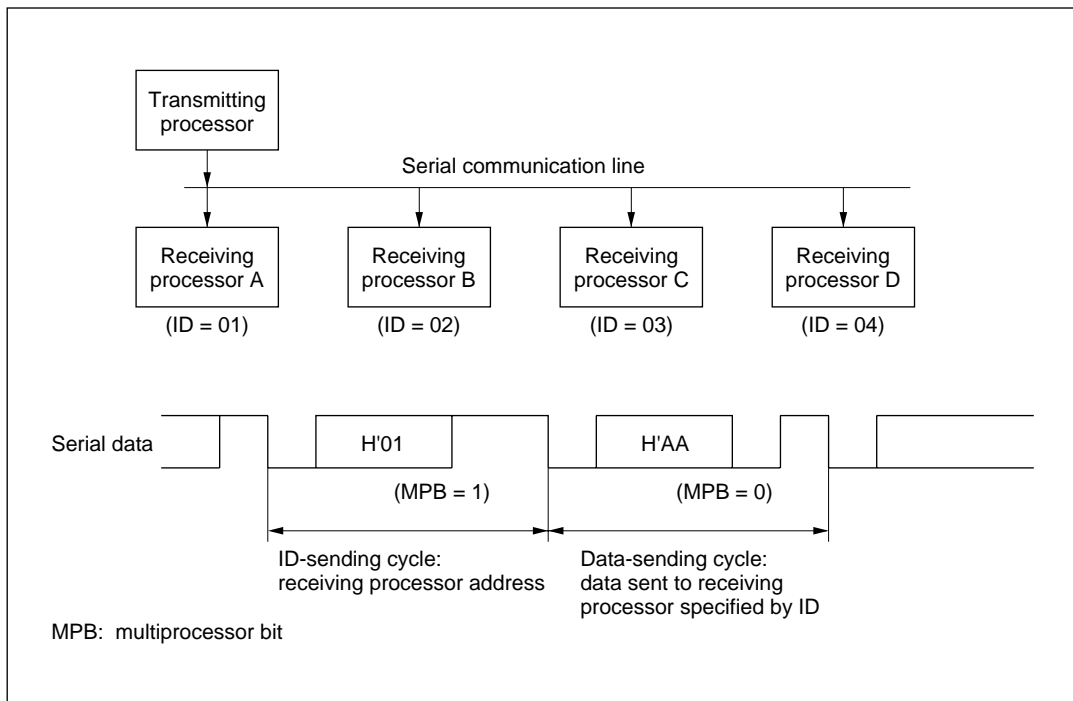 Transmitting
processor
Serial communication line
Receiving
processor A
Receiving
processor B
Receiving
processor C
Receiving
processor D
(ID = 01)
(ID = 02)
(ID = 03)
(ID = 04)
Serial data
H'01
H'AA
(MPB = 1)
(MPB = 0)
ID-sending cycle:
receiving processor address
Data-sending cycle:
data sent to receiving
processor specified by ID
MPB: multiprocessor bit